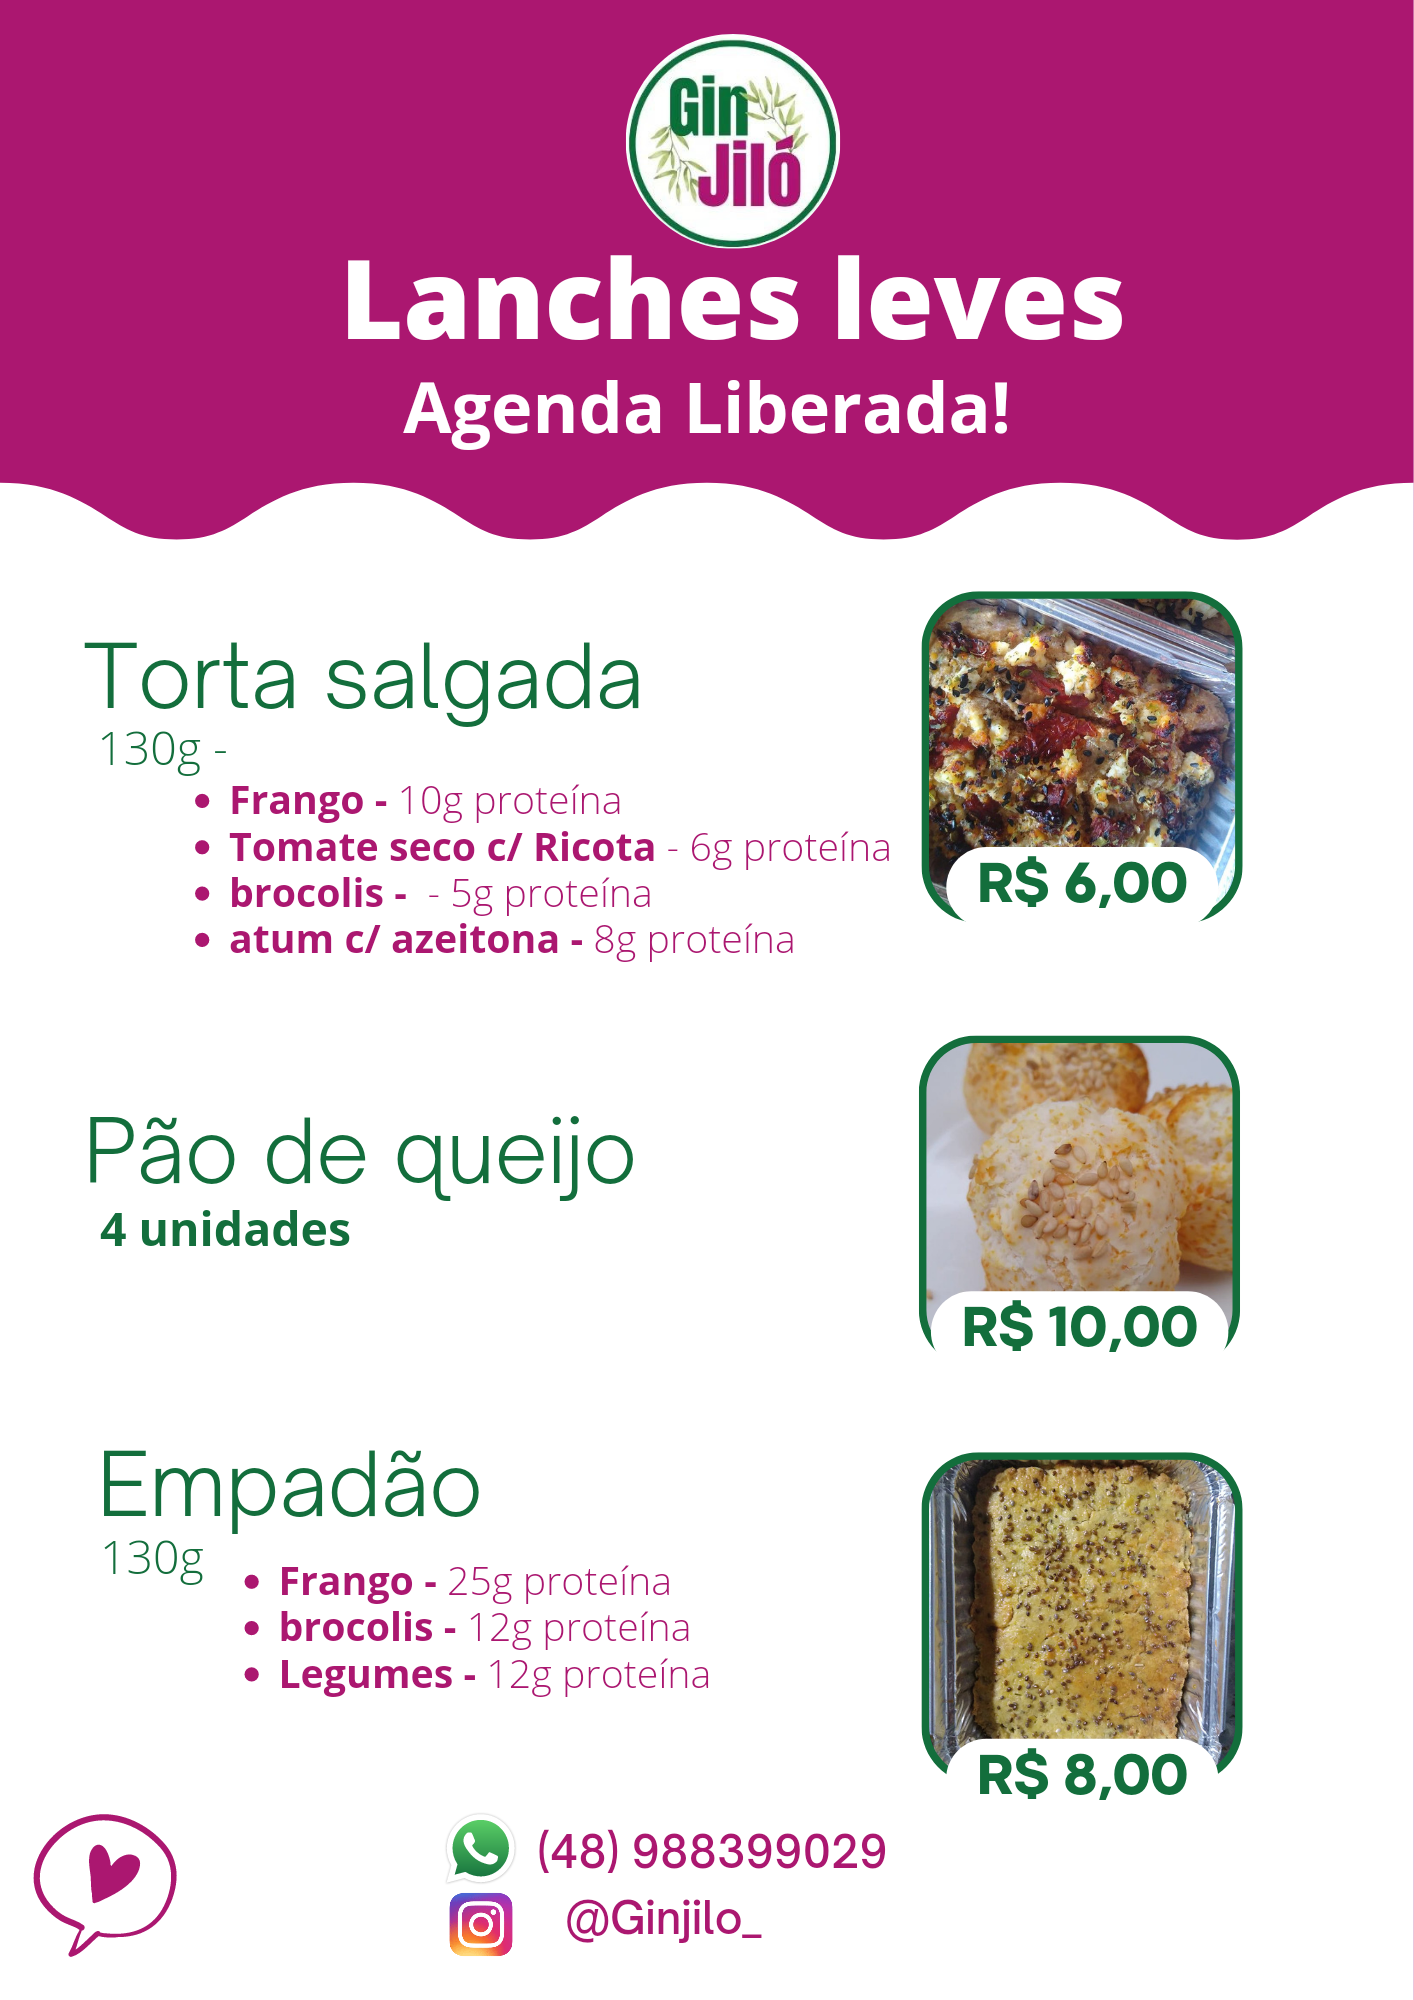 Gin
Jiló
Lanches leves
Agenda Liberada!
Torta salgada
130g -
• Frango - 10g proteína
• Tomate seco c/ Ricota - 6g proteína
• brocolis -  - 5g proteína
• atum c/ azeitona - 8g proteína
R$ 6,00
Pão de queijo
4 unidades
R$ 10,00
Empadão
130g
• Frango - 25g proteína
• brocolis - 12g proteína
• Legumes - 12g proteína
R$ 8,00
(48) 988399029
@Ginjilo_